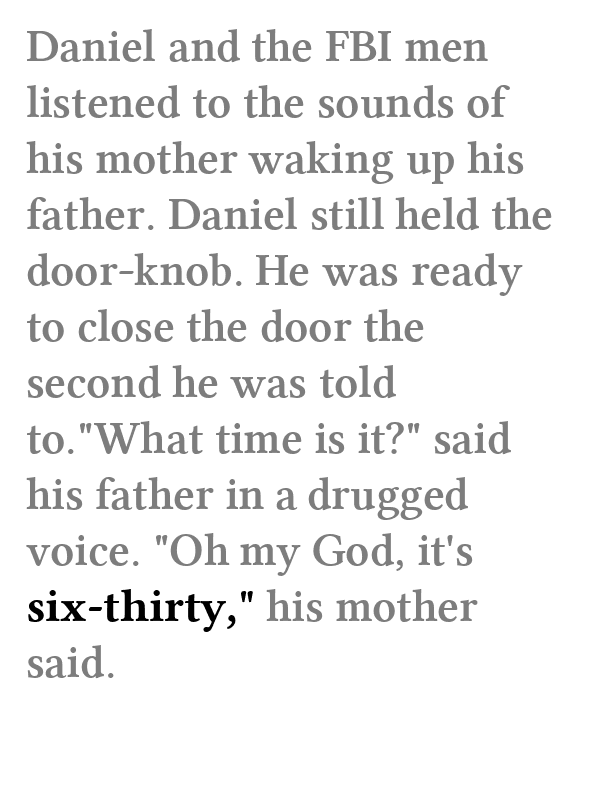 Daniel and the FBI men
listened to the sounds of
his mother waking up his
father. Daniel still held the
door-knob. He was ready
to close the door the
second he was told
to."What time is it?" said
his father in a drugged
voice. "Oh my God, it's
six-thirty," his mother
said.